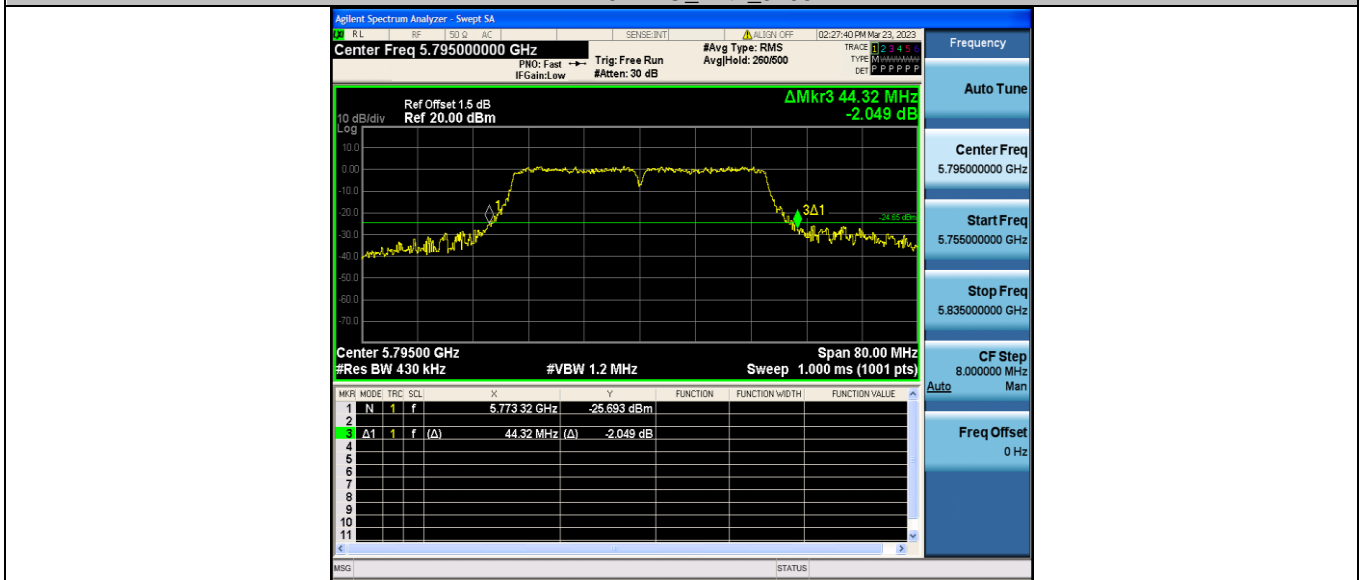 Agilent Spectrum Analyzer - Swept SA
RL RF 50 Ω AC SENSE:INT ALIGN OFF 02:27:40 PM Mar 23, 2023
Center Freq 5.795000000 GHz
PNO: Fast
IFGain:Low
Trig: Free Run
#Atten: 30 dB
#Avg Type: RMS
Avg|Hold: 260/500
TRACE 1 2 3 4 5 6
TYPE M
DET P P P P P P
Frequency
Auto Tune
Center Freq
5.795000000 GHz
Start Freq
5.755000000 GHz
Stop Freq
5.835000000 GHz
CF Step
8.000000 MHz
Auto Man
Freq Offset
0 Hz
ΔMkr3 44.32 MHz
-2.049 dB
Ref Offset 1.5 dB
10 dB/div Ref 20.00 dBm
Log
10.0
0.00
-10.0
-20.0
-30.0
-40.0
-50.0
-60.0
-70.0
1
3Δ1
Center 5.79500 GHz Span 80.00 MHz
#Res BW 430 kHz #VBW 1.2 MHz Sweep 1.000 ms (1001 pts)
MKR MODE TRC SCL X Y FUNCTION FUNCTION WIDTH FUNCTION VALUE
1 N 1 f 5.773 32 GHz -25.693 dBm
2
3 Δ1 1 f (Δ) 44.32 MHz (Δ) -2.049 dB
4
5
6
7
8
9
10
11
MSG STATUS